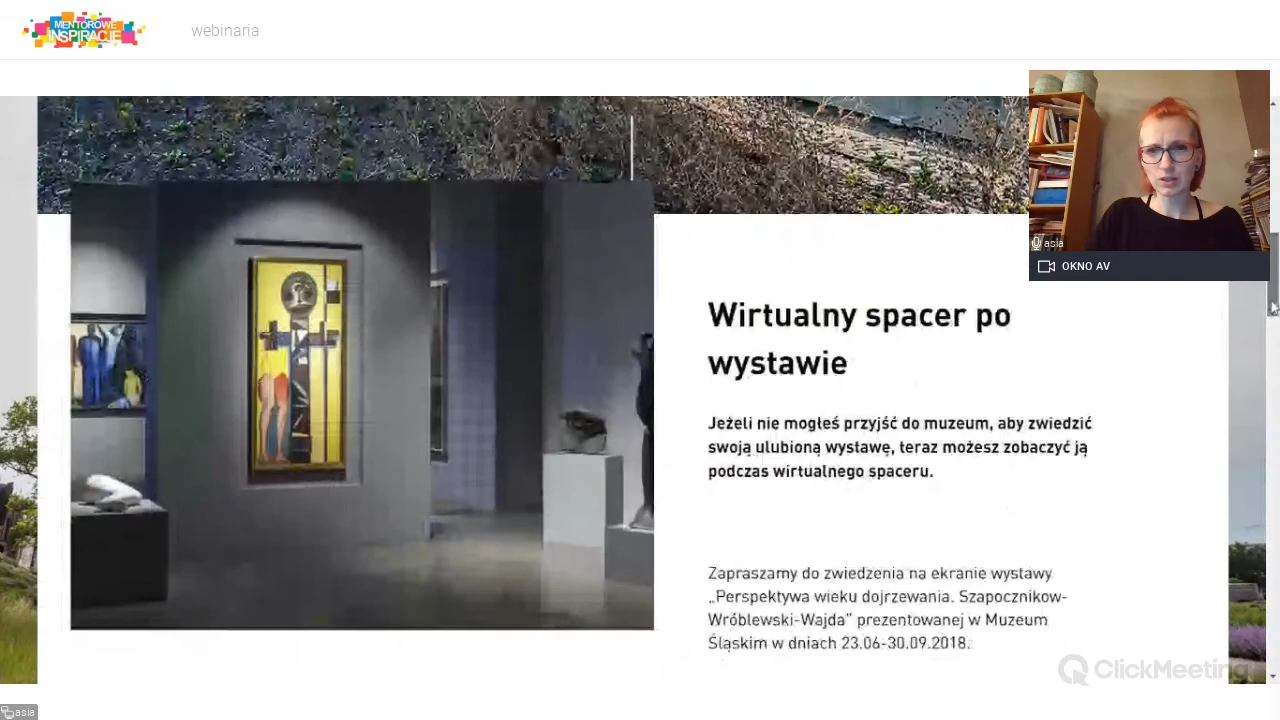 MENTOROWE
INSPIRACJE
webinaria
asia
OKNO AV
Wirtualny spacer po
wystawie
Jeżeli nie mogłeś przyjść do muzeum, aby zwiedzić
swoją ulubioną wystawę, teraz możesz zobaczyć ją
podczas wirtualnego spaceru.
Zapraszamy do zwiedzenia na ekranie wystawy
„Perspektywa wieku dojrzewania. Szapocznikow-
Wróblewski-Wajda” prezentowanej w Muzeum
Śląskim w dniach 23.06-30.09.2018.
ClickMeeting
asia